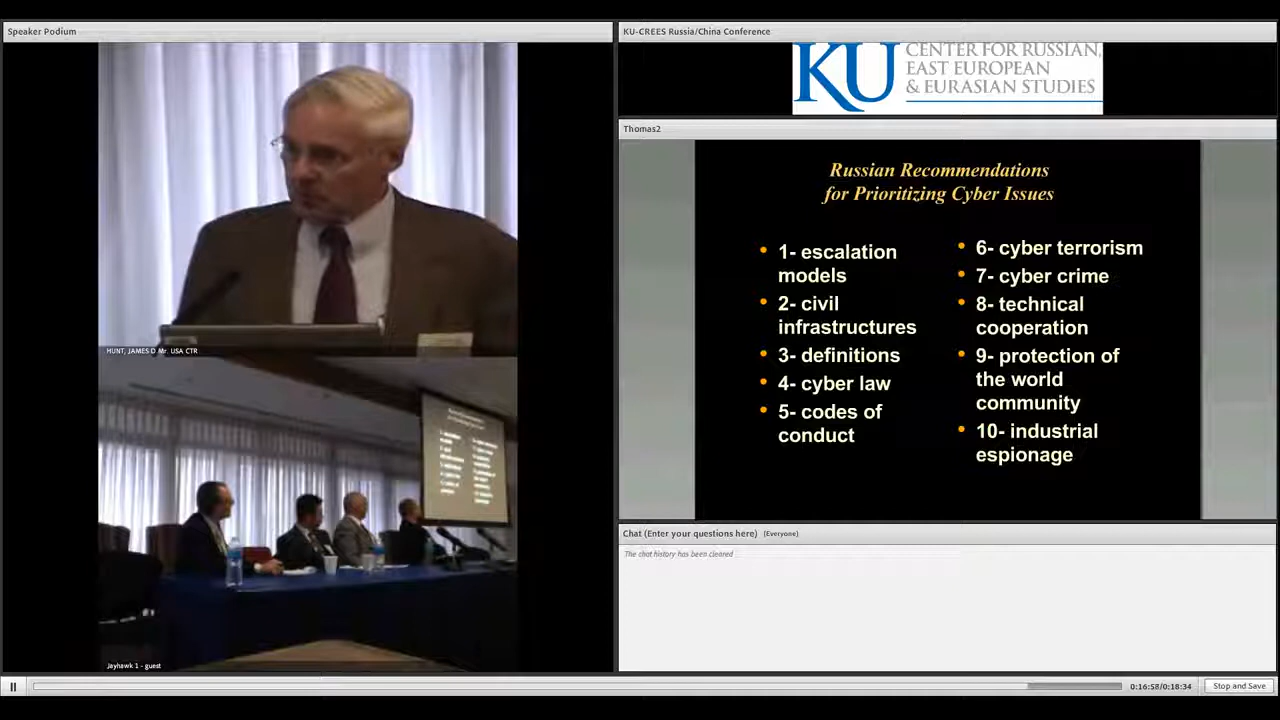 Speaker Podium
HUNT, JAMES D Mr. USA CTR
Jayhawk 1 - guest
KU-CREES Russia/China Conference
KU
CENTER FOR RUSSIAN,
EAST EUROPEAN
& EURASIAN STUDIES
Thomas2
Russian Recommendations
for Prioritizing Cyber Issues
• 1- escalation
models
• 2- civil
infrastructures
• 3- definitions
• 4- cyber law
• 5- codes of
conduct
• 6- cyber terrorism
• 7- cyber crime
• 8- technical
cooperation
• 9- protection of
the world
community
• 10- industrial
espionage
Chat (Enter your questions here) (Everyone)
The chat history has been cleared
0:16:58/0:18:34
Stop and Save